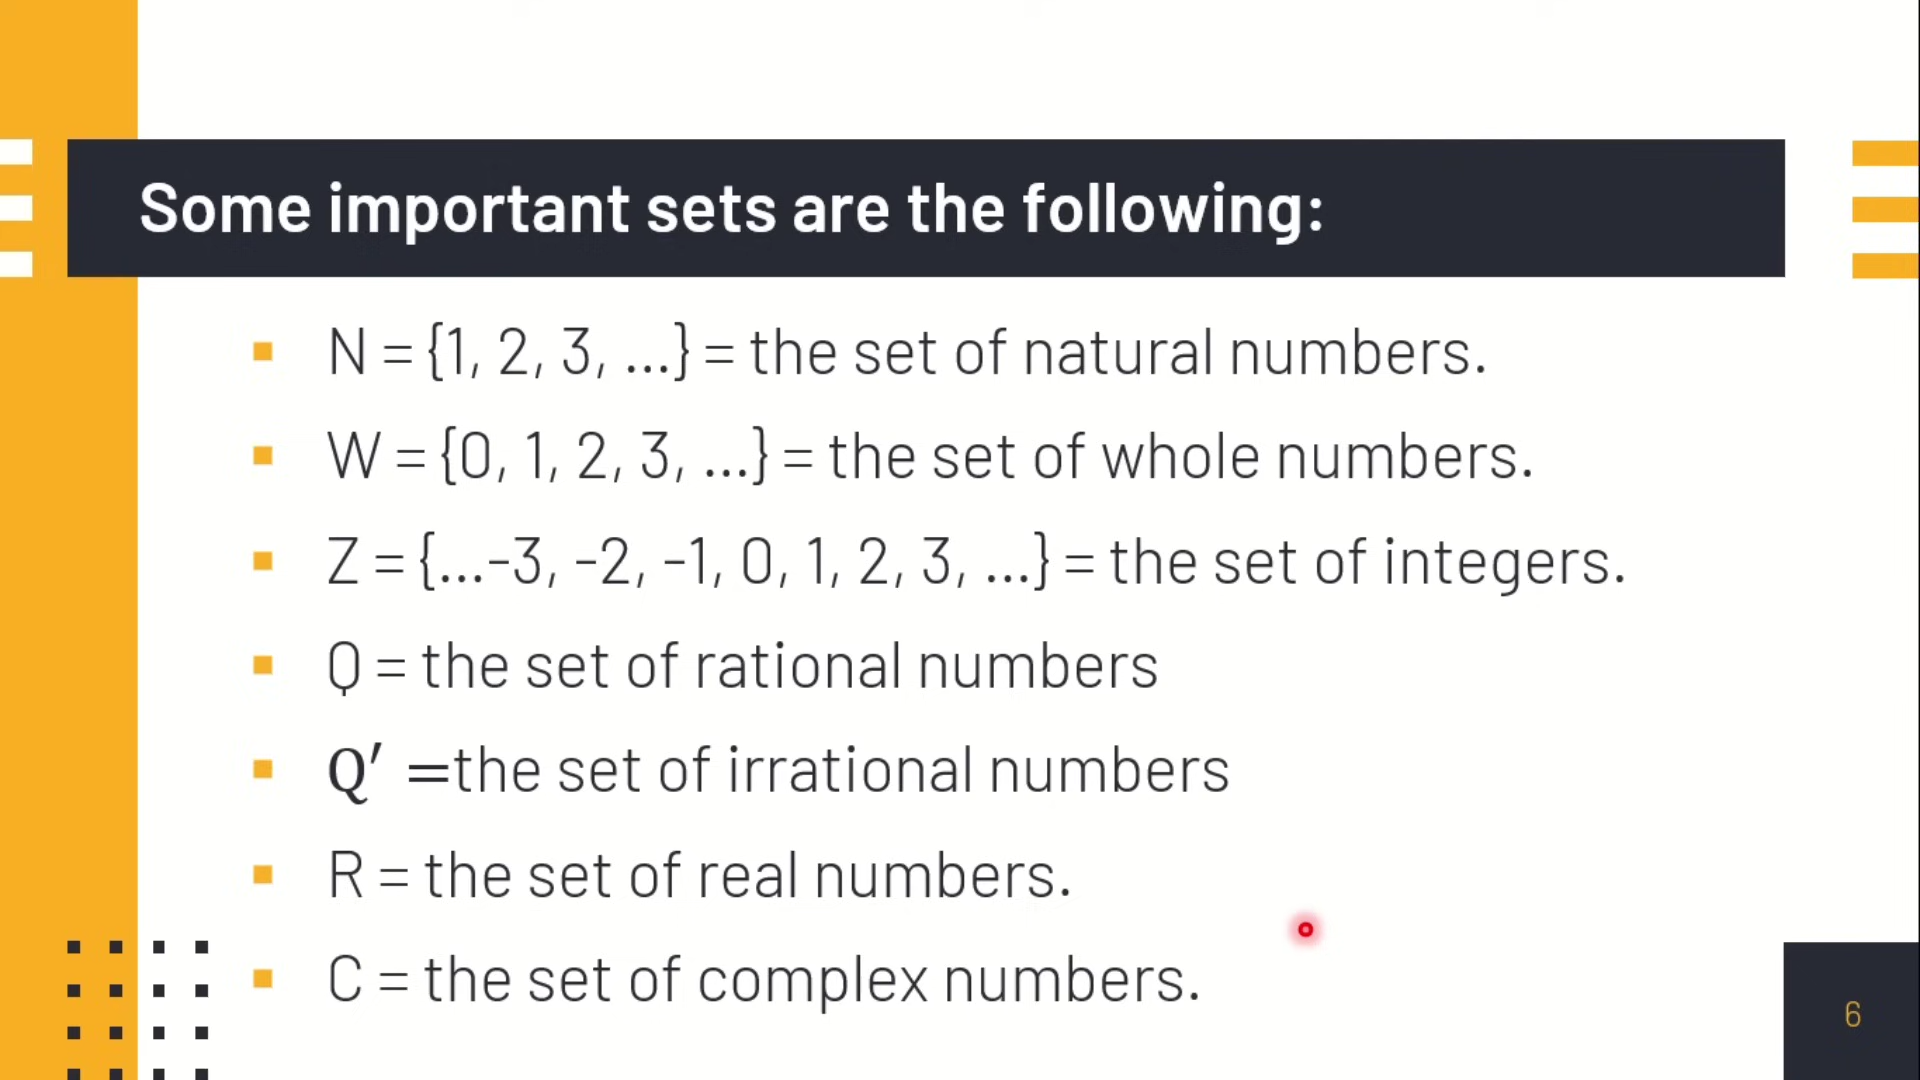 Some important sets are the following:
N = {1, 2, 3, ...} = the set of natural numbers.
W = {0, 1, 2, 3, ...} = the set of whole numbers.
Z = {...-3, -2, -1, 0, 1, 2, 3, ...} = the set of integers.
Q = the set of rational numbers
Q′ =the set of irrational numbers
R = the set of real numbers.
C = the set of complex numbers.
6